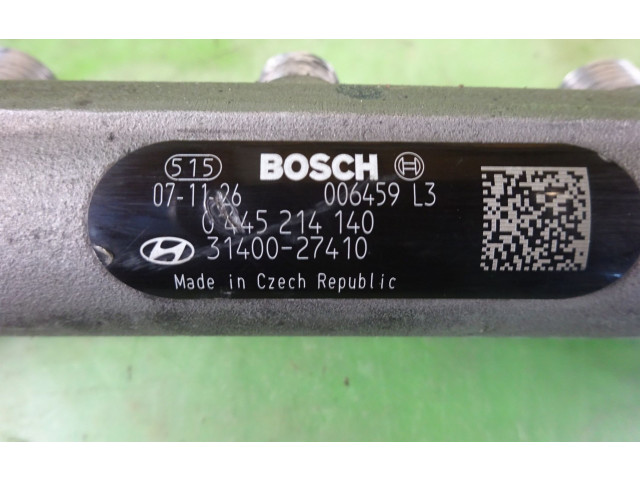 515 BOSCH
07-11-26 006459 L3
0 445 214 140
31400-27410
Made in Czech Republic